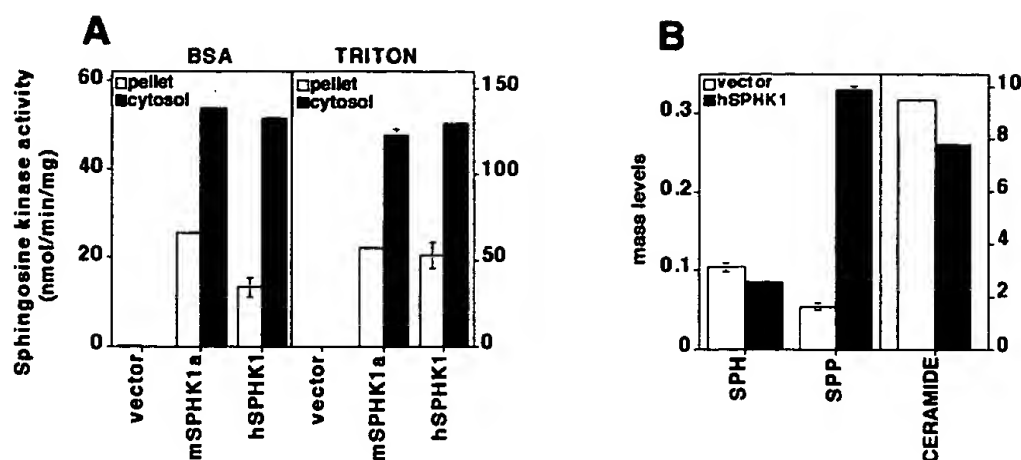 A
BSA
TRITON
Sphingosine kinase activity
(nmol/min/mg)
60
40
20
0
pellet
cytosol
pellet
cytosol
150
100
50
0
vector
mSPHK1a
hSPHK1
vector
mSPHK1a
hSPHK1
B
mass levels
0.3
0.2
0.1
0
vector
hSPHK1
10
8
6
4
2
0
SPH
SPP
CERAMIDE